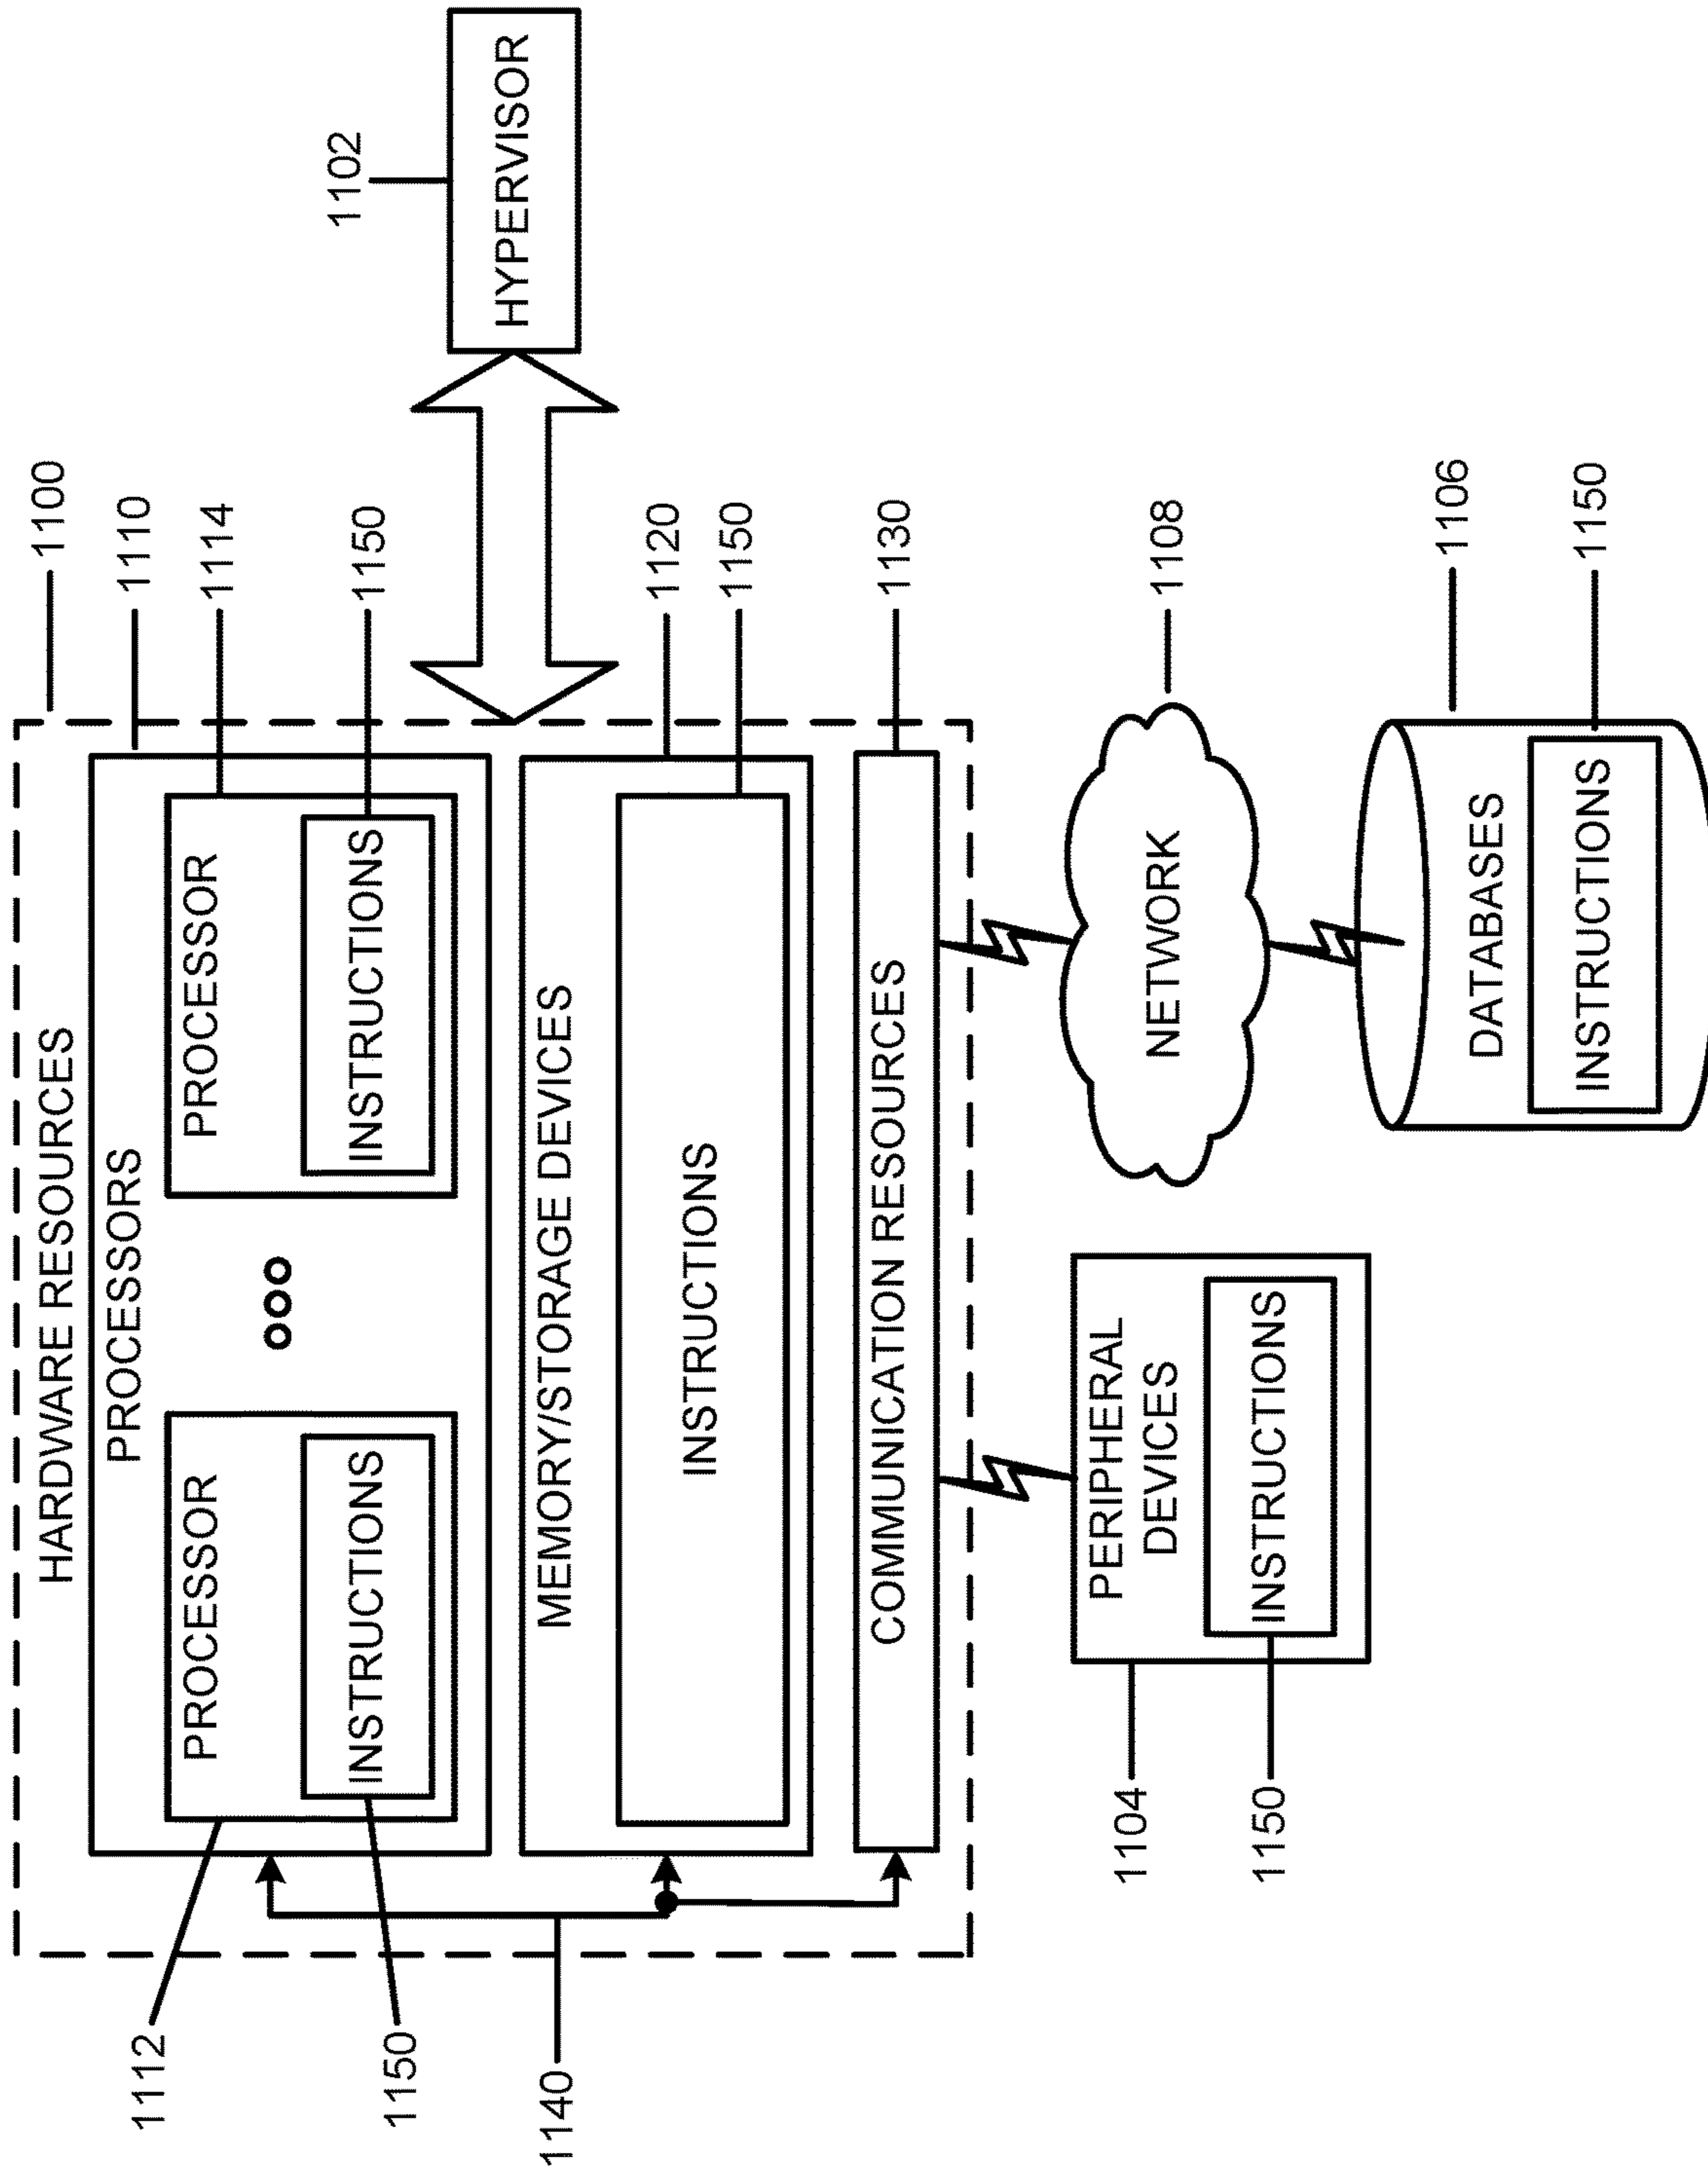 HARDWARE RESOURCES
1100
PROCESSORS
1110
1112
PROCESSOR
PROCESSOR
1114
1102
INSTRUCTIONS
INSTRUCTIONS
1150
1150
HYPERVISOR
1140
MEMORY/STORAGE DEVICES
1120
INSTRUCTIONS
1150
COMMUNICATION RESOURCES
1130
1104
PERIPHERAL
DEVICES
NETWORK
1108
1150
INSTRUCTIONS
1106
DATABASES
INSTRUCTIONS
1150